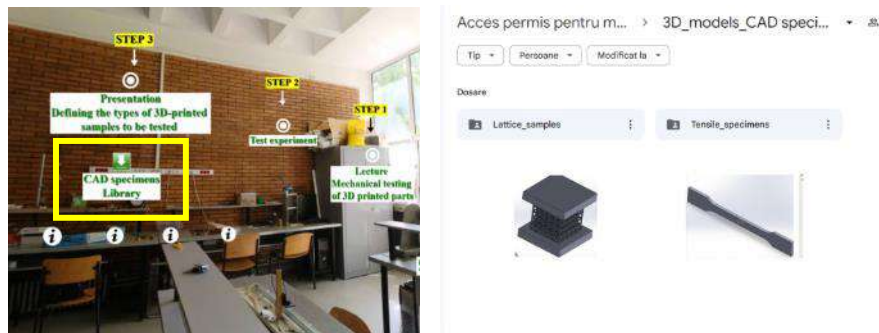 STEP 3
STEP 2
STEP 1
Presentation
Defining the types of 3D-printed
samples to be tested
Test experiment
Lecture
Mechanical testing
of 3D printed parts
CAD specimens
Library
Acces permis pentru m... > 3D_models_CAD speci...
Tip
Persoane
Modificat la
Dosare
Lattice_samples
Tensile_specimens